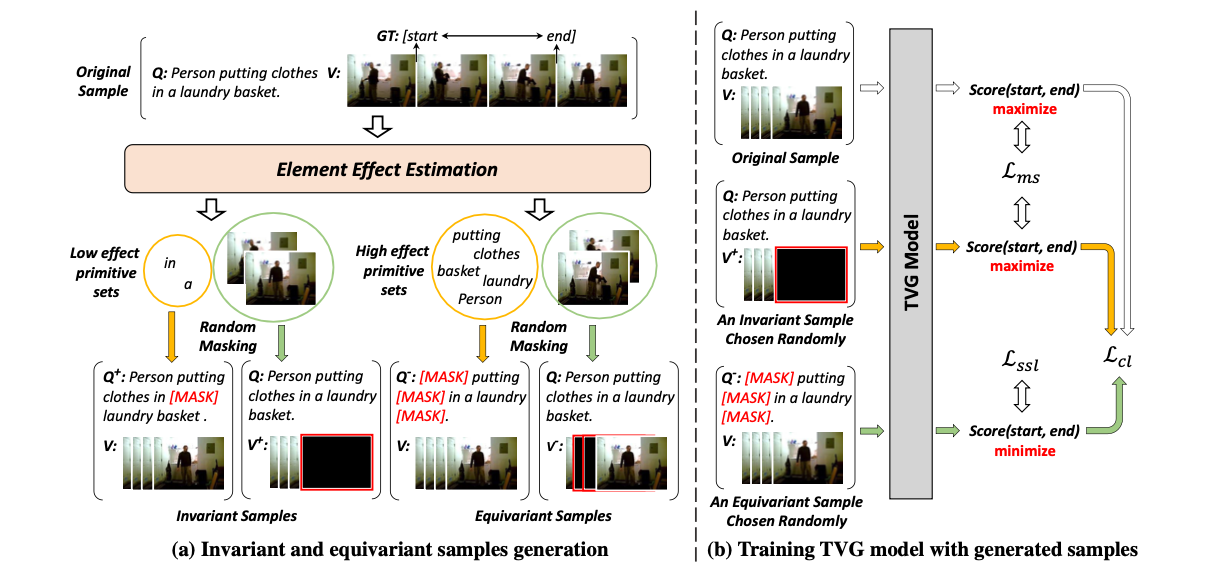 GT: [start end]
Original
Sample
Q: Person putting clothes
in a laundry basket.
V:
Element Effect Estimation
Low effect
primitive
sets
in
a
High effect
primitive
sets
putting
clothes
basket
laundry
Person
Random
Masking
Random
Masking
Q+: Person putting
clothes in [MASK]
laundry basket .
V:
Q: Person putting
clothes in a laundry
basket.
V+:
Q-: [MASK] putting
[MASK] in a laundry
[MASK].
V:
Q: Person putting
clothes in a laundry
basket.
V-:
Invariant Samples
Equivariant Samples
(a) Invariant and equivariant samples generation
Q: Person putting
clothes in a laundry
basket.
V:
Original Sample
Q: Person putting
clothes in a laundry
basket.
V+:
An Invariant Sample
Chosen Randomly
Q-: [MASK] putting
[MASK] in a laundry
[MASK].
V:
An Equivariant Sample
Chosen Randomly
TVG Model
Score(start, end)
maximize
ℒms
Score(start, end)
maximize
ℒssl
ℒcl
Score(start, end)
minimize
(b) Training TVG model with generated samples